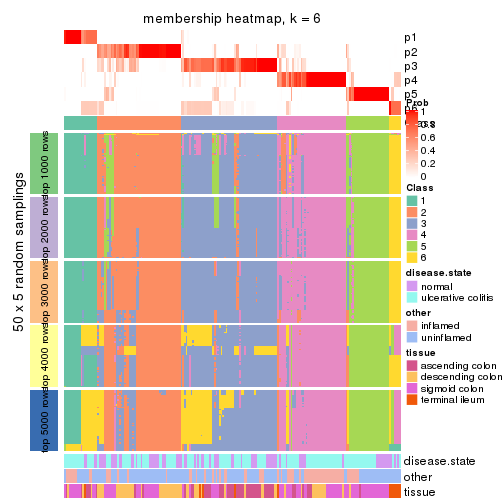 membership heatmap, k = 6
p1
p2
p3
p4
p5
Prob
1
0.8
0.6
0.4
0.2
0
Class
1
2
3
4
5
6
disease.state
normal
ulcerative colitis
other
inflamed
uninflamed
tissue
ascending colon
descending colon
sigmoid colon
terminal ileum
50 x 5 random samplings
top 1000 rows
top 2000 rows
top 3000 rows
top 4000 rows
top 5000 rows
disease.state
other
tissue